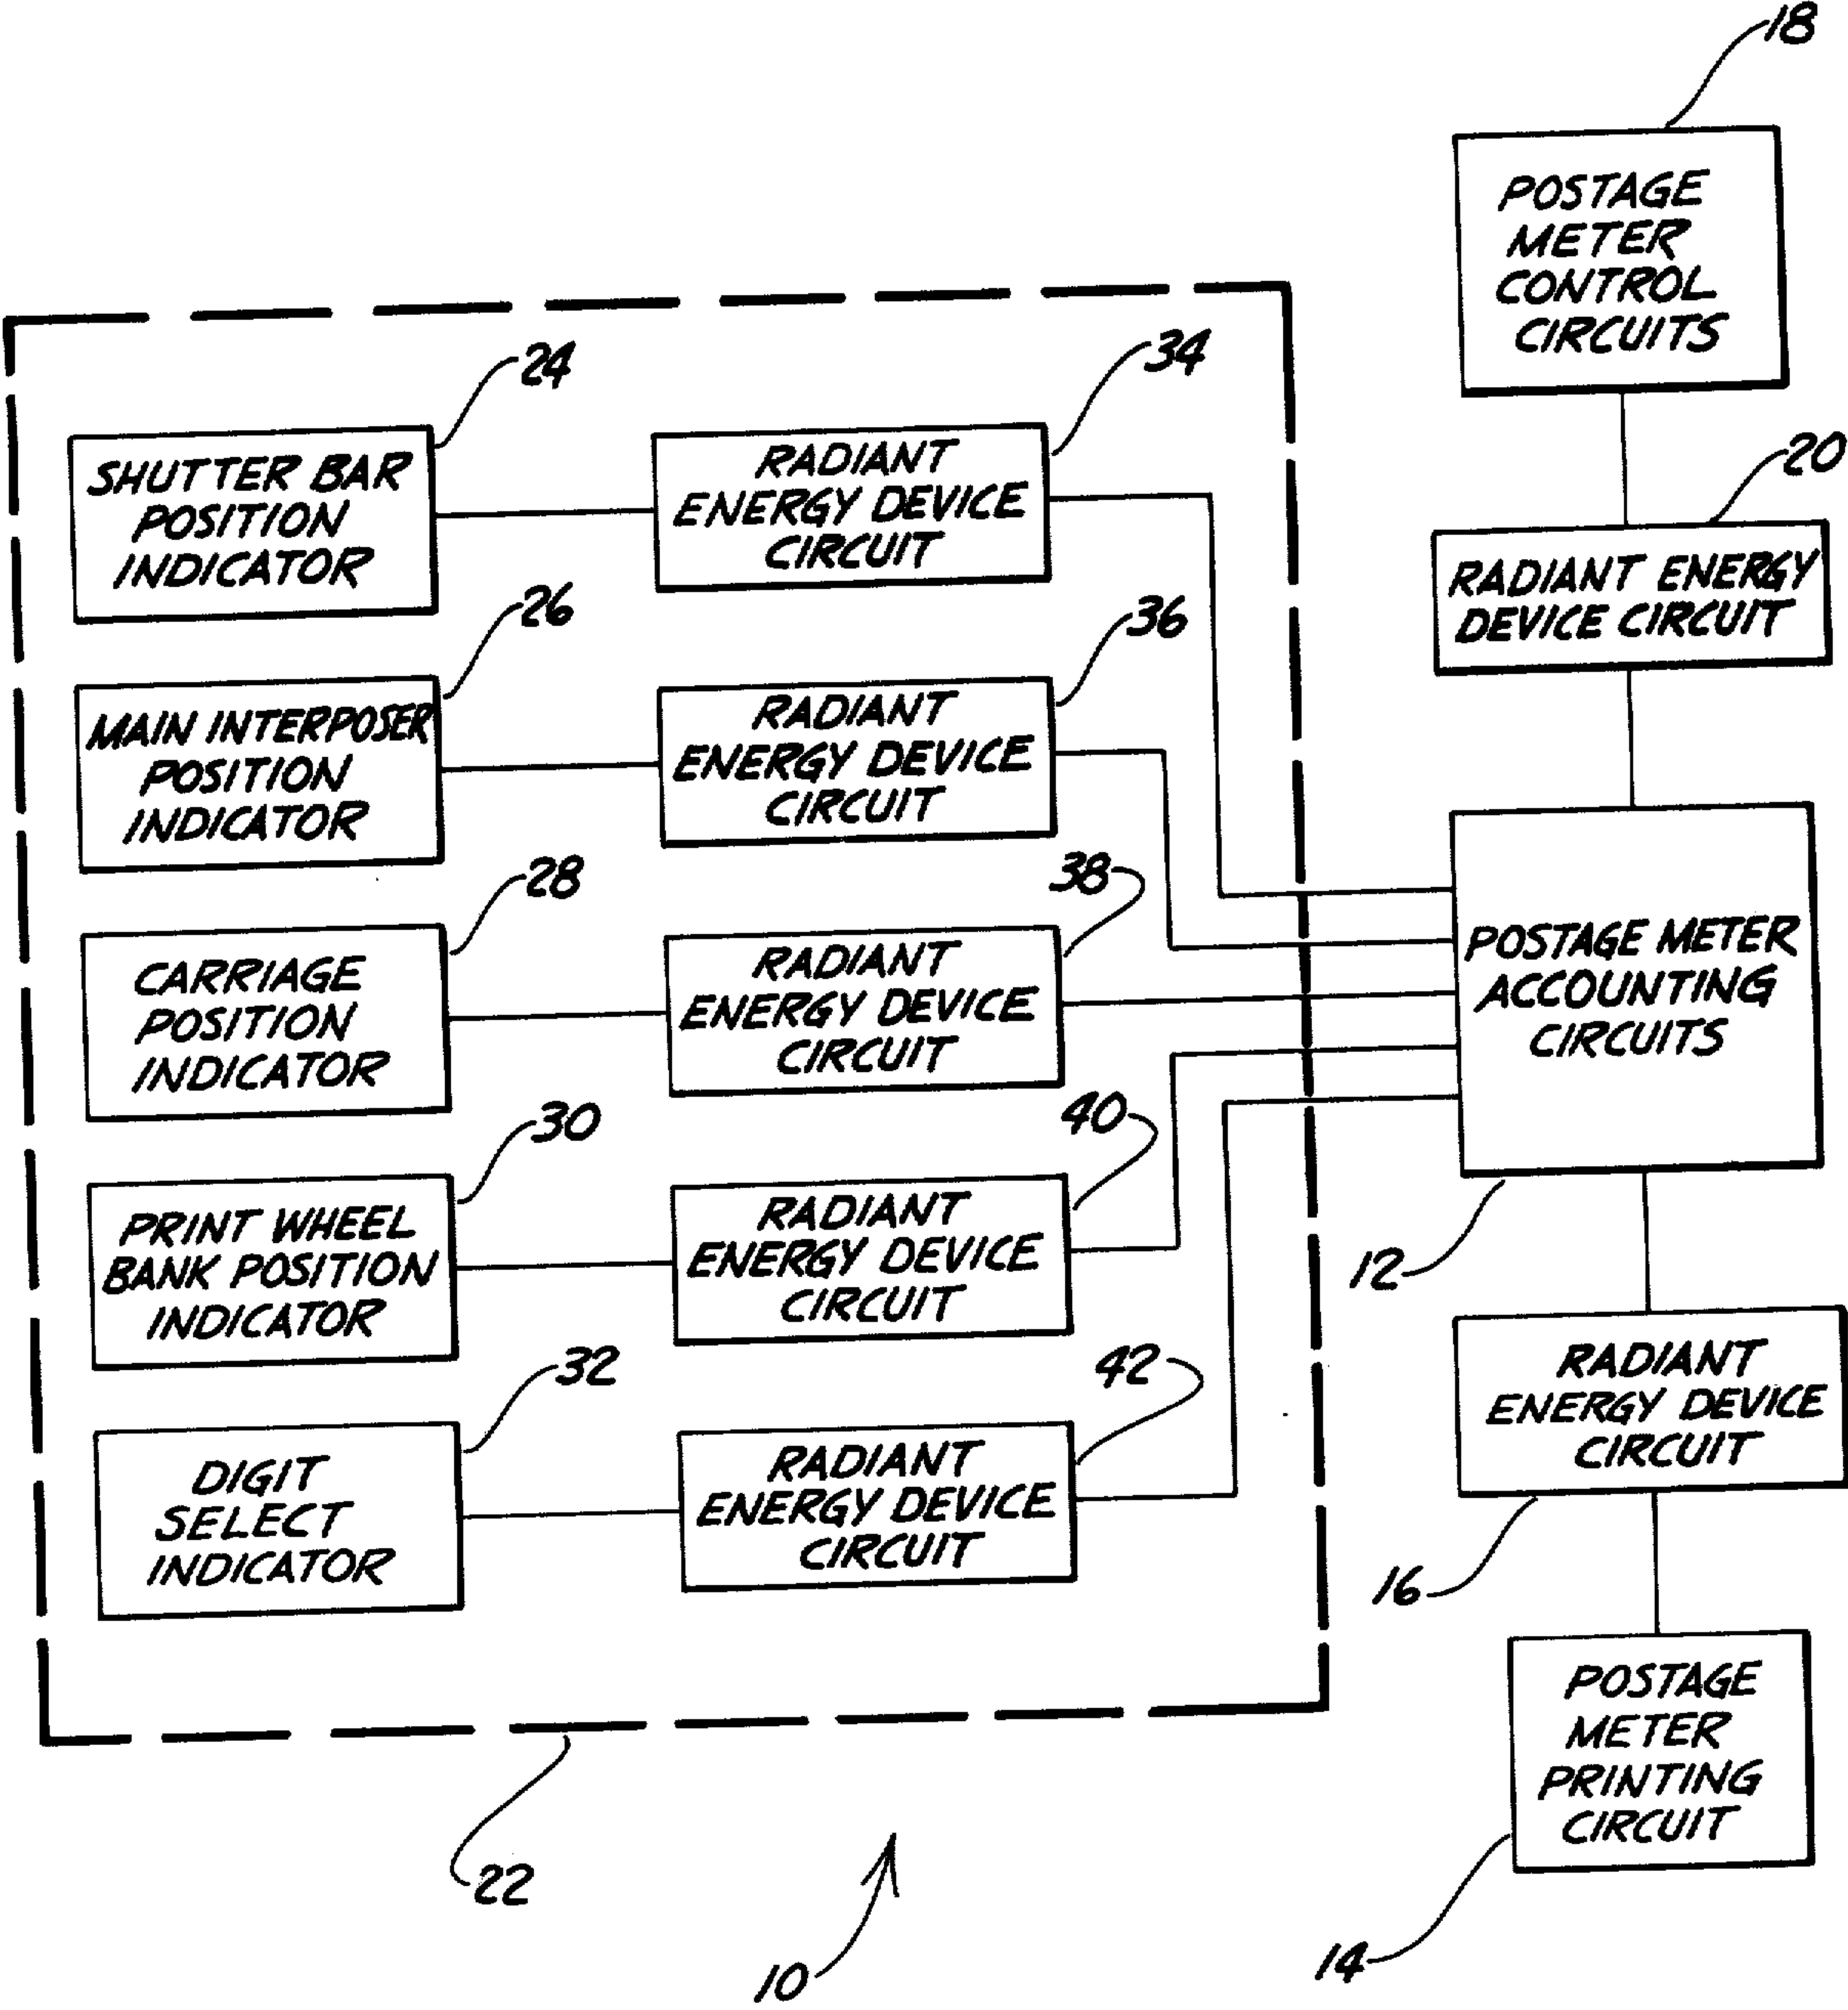 18
POSTAGE
METER
CONTROL
CIRCUITS
24
34
SHUTTER BAR
POSITION
INDICATOR
RADIANT
ENERGY DEVICE
CIRCUIT
20
RADIANT ENERGY
DEVICE CIRCUIT
26
36
MAIN INTERPOSER
POSITION
INDICATOR
RADIANT
ENERGY DEVICE
CIRCUIT
28
38
CARRIAGE
POSITION
INDICATOR
RADIANT
ENERGY DEVICE
CIRCUIT
POSTAGE METER
ACCOUNTING
CIRCUITS
30
40
PRINT WHEEL
BANK POSITION
INDICATOR
RADIANT
ENERGY DEVICE
CIRCUIT
12
32
42
DIGIT
SELECT
INDICATOR
RADIANT
ENERGY DEVICE
CIRCUIT
RADIANT
ENERGY DEVICE
CIRCUIT
16
POSTAGE
METER
PRINTING
CIRCUIT
22
10
14